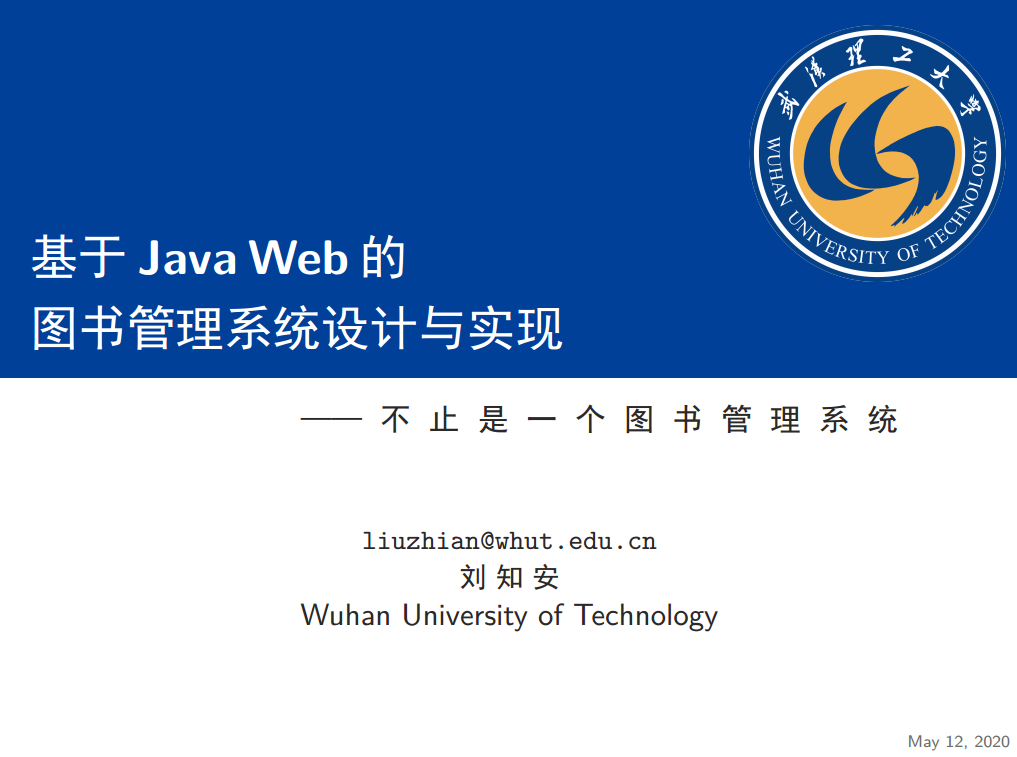 武汉理工大学
WUHAN UNIVERSITY OF TECHNOLOGY
基于 Java Web 的
图书管理系统设计与实现
—— 不 止 是 一 个 图 书 管 理 系 统
liuzhian@whut.edu.cn
刘 知 安
Wuhan University of Technology
May 12, 2020